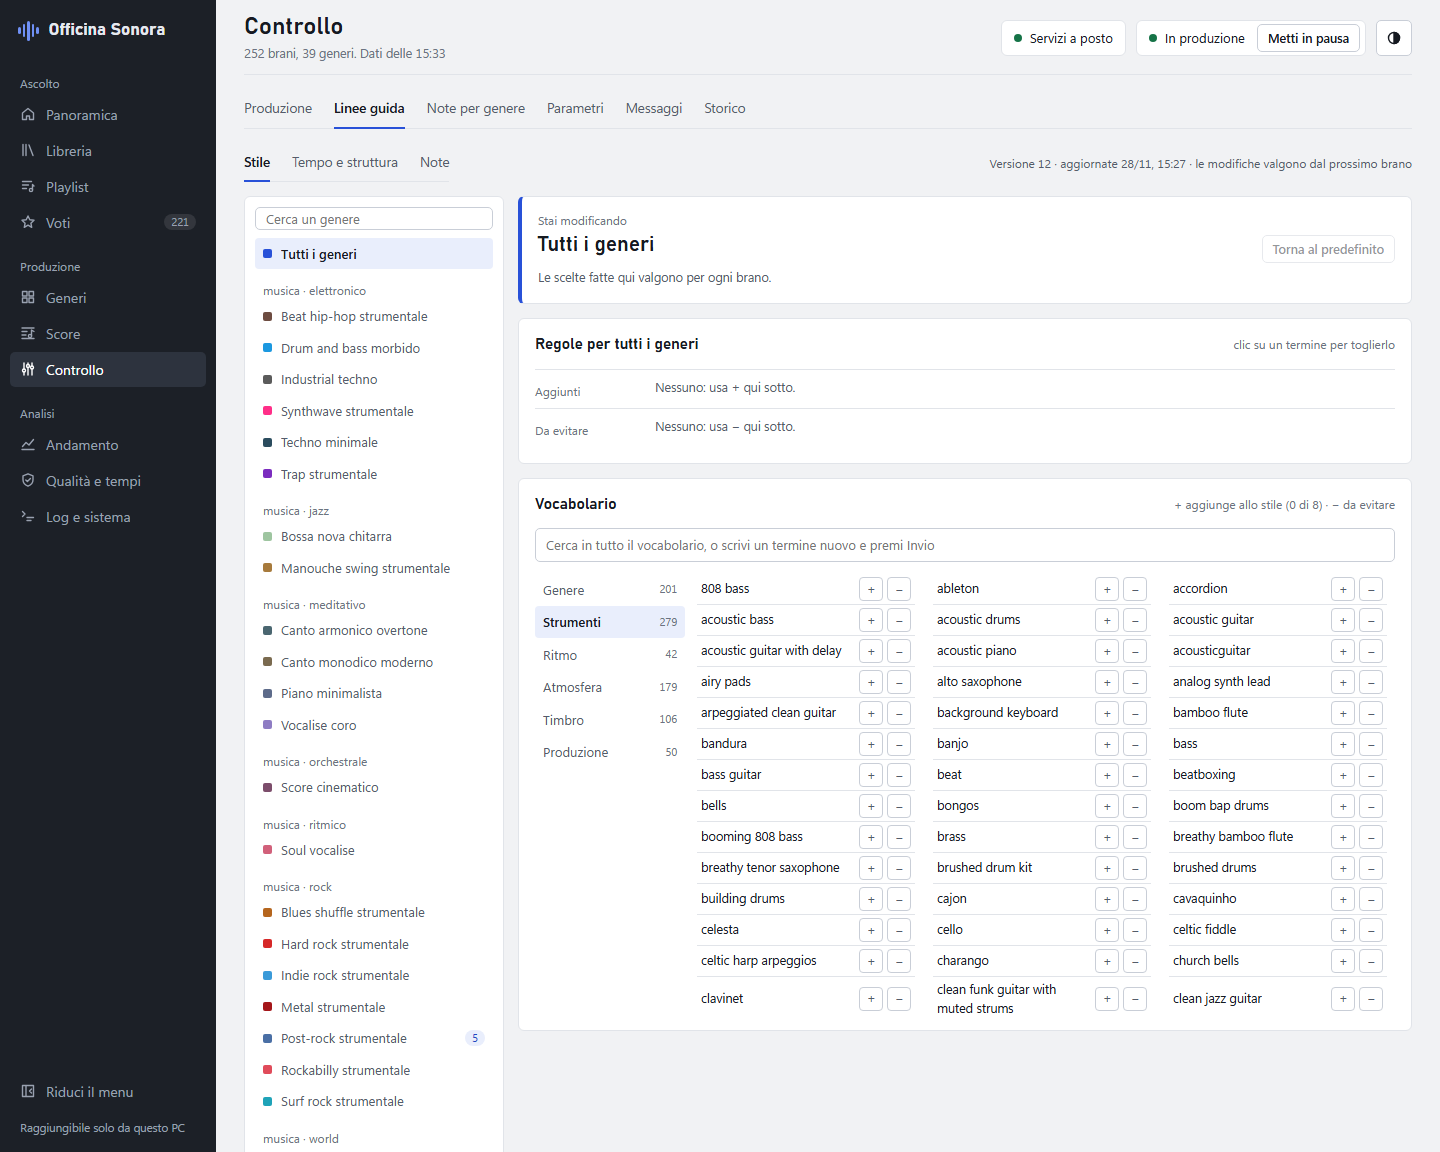 Officina Sonora
Ascolto
Panoramica
Libreria
Playlist
Voti 221
Produzione
Generi
Score
Controllo
Analisi
Andamento
Qualità e tempi
Log e sistema
Riduci il menu
Raggiungibile solo da questo PC
Controllo
252 brani, 39 generi. Dati delle 15:33
Servizi a posto
In produzione Metti in pausa
Produzione Linee guida Note per genere Parametri Messaggi Storico
Stile Tempo e struttura Note
Versione 12 · aggiornate 28/11, 15:27 · le modifiche valgono dal prossimo brano
Cerca un genere
Tutti i generi
musica · elettronico
Beat hip-hop strumentale
Drum and bass morbido
Industrial techno
Synthwave strumentale
Techno minimale
Trap strumentale
musica · jazz
Bossa nova chitarra
Manouche swing strumentale
musica · meditativo
Canto armonico overtone
Canto monodico moderno
Piano minimalista
Vocalise coro
musica · orchestrale
Score cinematico
musica · ritmico
Soul vocalise
musica · rock
Blues shuffle strumentale
Hard rock strumentale
Indie rock strumentale
Metal strumentale
Post-rock strumentale 5
Rockabilly strumentale
Surf rock strumentale
musica · world
Stai modificando
Tutti i generi
Le scelte fatte qui valgono per ogni brano.
Torna al predefinito
Regole per tutti i generi
clic su un termine per toglierlo
Aggiunti Nessuno: usa + qui sotto.
Da evitare Nessuno: usa − qui sotto.
Vocabolario
+ aggiunge allo stile (0 di 8) · − da evitare
Cerca in tutto il vocabolario, o scrivi un termine nuovo e premi Invio
Genere 201
Strumenti 279
Ritmo 42
Atmosfera 179
Timbro 106
Produzione 50
808 bass + − ableton + − accordion + −
acoustic bass + − acoustic drums + − acoustic guitar + −
acoustic guitar with delay + − acoustic piano + − acousticguitar + −
airy pads + − alto saxophone + − analog synth lead + −
arpeggiated clean guitar + − background keyboard + − bamboo flute + −
bandura + − banjo + − bass + −
bass guitar + − beat + − beatboxing + −
bells + − bongos + − boom bap drums + −
booming 808 bass + − brass + − breathy bamboo flute + −
breathy tenor saxophone + − brushed drum kit + − brushed drums + −
building drums + − cajon + − cavaquinho + −
celesta + − cello + − celtic fiddle + −
celtic harp arpeggios + − charango + − church bells + −
clavinet + − clean funk guitar with muted strums + − clean jazz guitar + −